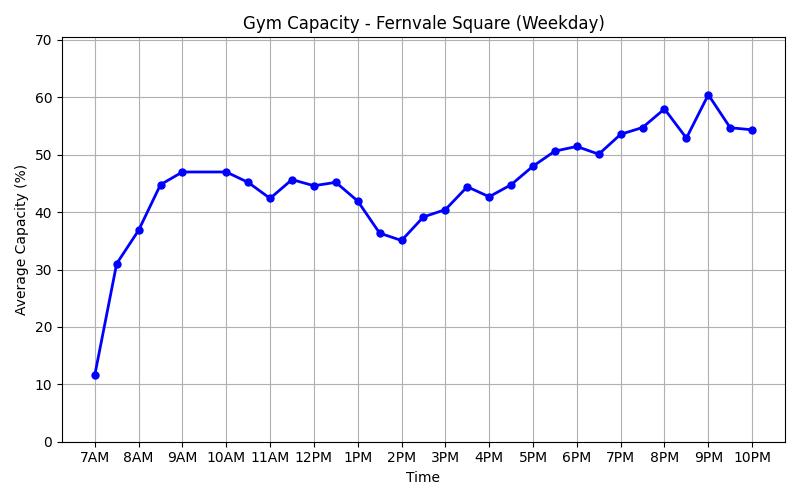 Gym Capacity - Fernvale Square (Weekday)
Average Capacity (%)
70
60
50
40
30
20
10
0
7AM 8AM 9AM 10AM 11AM 12PM 1PM 2PM 3PM 4PM 5PM 6PM 7PM 8PM 9PM 10PM
Time